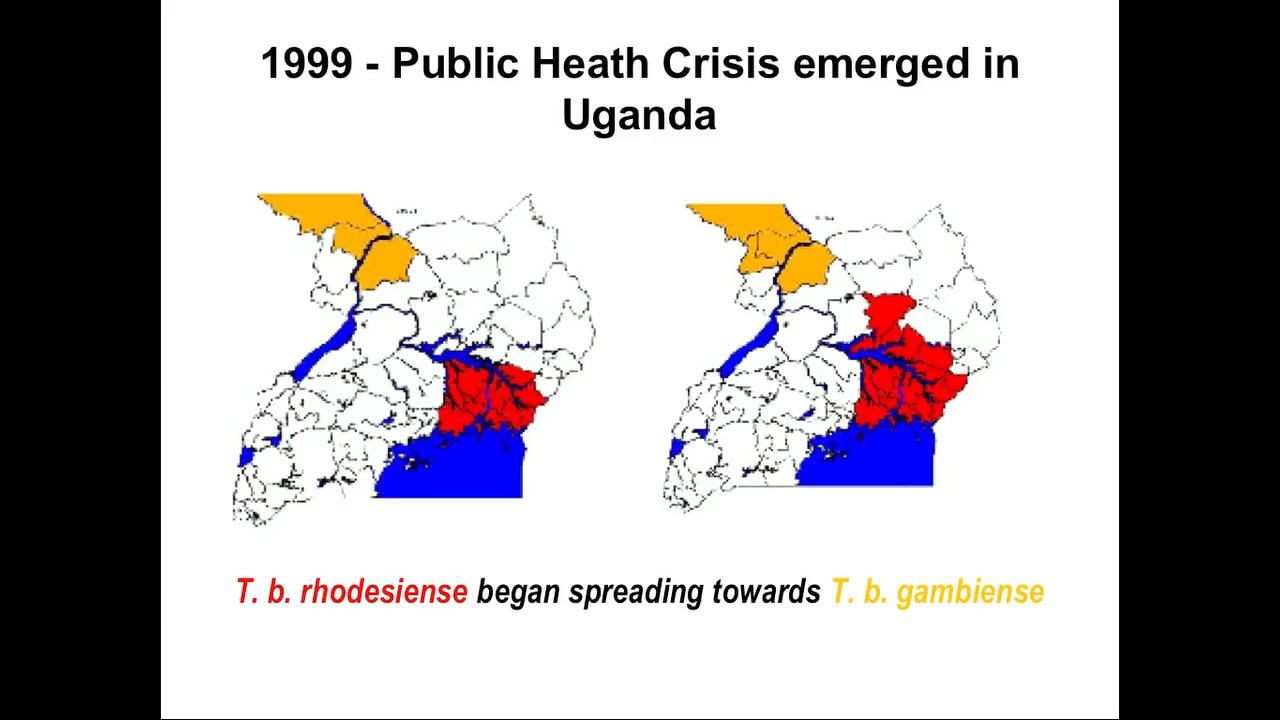 1999 - Public Heath Crisis emerged in
Uganda
T. b. rhodesiense began spreading towards T. b. gambiense